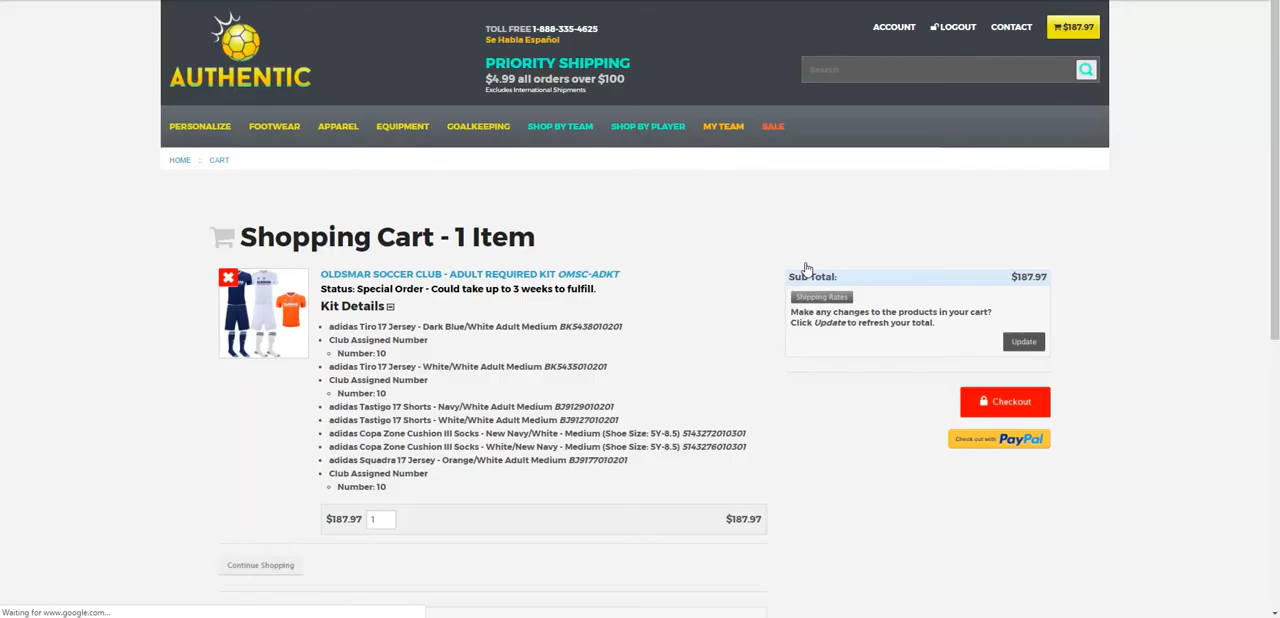 AUTHENTIC
TOLL FREE 1-888-335-4625
Se Habla Español
PRIORITY SHIPPING
$4.99 all orders over $100
Excludes International Shipments
ACCOUNT LOGOUT CONTACT $187.97
Search
PERSONALIZE FOOTWEAR APPAREL EQUIPMENT GOALKEEPING SHOP BY TEAM SHOP BY PLAYER MY TEAM SALE
HOME :: CART
Shopping Cart - 1 Item
OLDSMAR SOCCER CLUB - ADULT REQUIRED KIT OMSC-ADKT
Status: Special Order - Could take up to 3 weeks to fulfill.
Kit Details
adidas Tiro 17 Jersey - Dark Blue/White Adult Medium BK5438010201
Club Assigned Number
Number: 10
adidas Tiro 17 Jersey - White/White Adult Medium BK5435010201
Club Assigned Number
Number: 10
adidas Tastigo 17 Shorts - Navy/White Adult Medium BJ9129010201
adidas Tastigo 17 Shorts - White/White Adult Medium BJ9127010201
adidas Copa Zone Cushion III Socks - New Navy/White - Medium (Shoe Size: 5Y-8.5) 5143272010301
adidas Copa Zone Cushion III Socks - White/New Navy - Medium (Shoe Size: 5Y-8.5) 5143276010301
adidas Squadra 17 Jersey - Orange/White Adult Medium BJ9177010201
Club Assigned Number
Number: 10
$187.97 1 $187.97
Continue Shopping
Sub Total: $187.97
Shipping Rates
Make any changes to the products in your cart?
Click Update to refresh your total.
Update
Checkout
Check out with PayPal
Waiting for www.google.com...